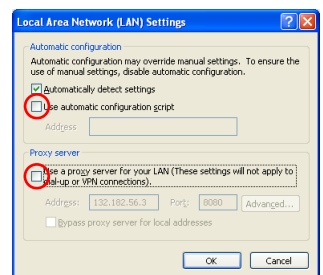 Local Area Network (LAN) Settings
Automatic configuration
Automatic configuration may override manual settings. To ensure the
use of manual settings, disable automatic configuration.
Automatically detect settings
Use automatic configuration script
Address
Proxy server
Use a proxy server for your LAN (These settings will not apply to
dial-up or VPN connections).
Address: 132.182.56.3 Port: 8080 Advanced...
Bypass proxy server for local addresses
OK Cancel